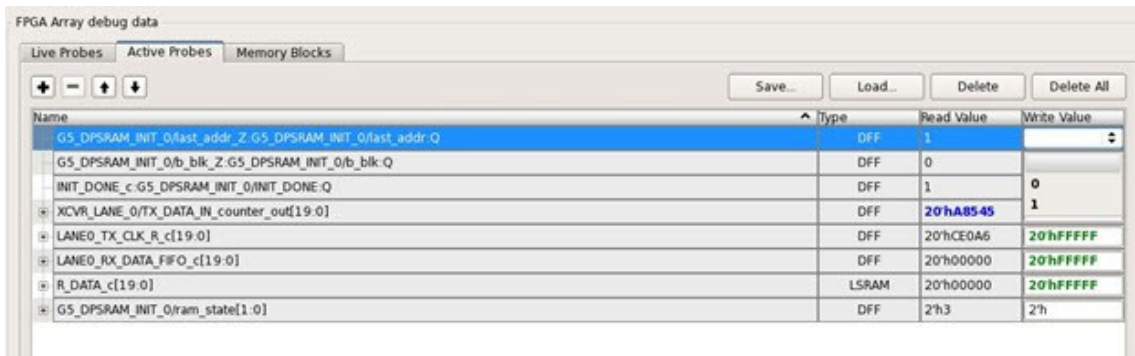 FPGA Array debug data
Live Probes Active Probes Memory Blocks
Save... Load... Delete Delete All
Name Type Read Value Write Value
G5_DPSRAM_INIT_0/last_addr_Z:G5_DPSRAM_INIT_0/last_addr:Q DFF 1
G5_DPSRAM_INIT_0/b_blk_Z:G5_DPSRAM_INIT_0/b_blk:Q DFF 0
INIT_DONE_c:G5_DPSRAM_INIT_0/INIT_DONE:Q DFF 1 0
1
XCVR_LANE_0/TX_DATA_IN_counter_out[19:0] DFF 20'hA8545
LANE0_TX_CLK_R_c[19:0] DFF 20'hCE0A6 20'hFFFFF
LANE0_RX_DATA_FIFO_c[19:0] DFF 20'h00000 20'hFFFFF
R_DATA_c[19:0] LSRAM 20'h00000 20'hFFFFF
G5_DPSRAM_INIT_0/ram_state[1:0] DFF 2'h3 2'h